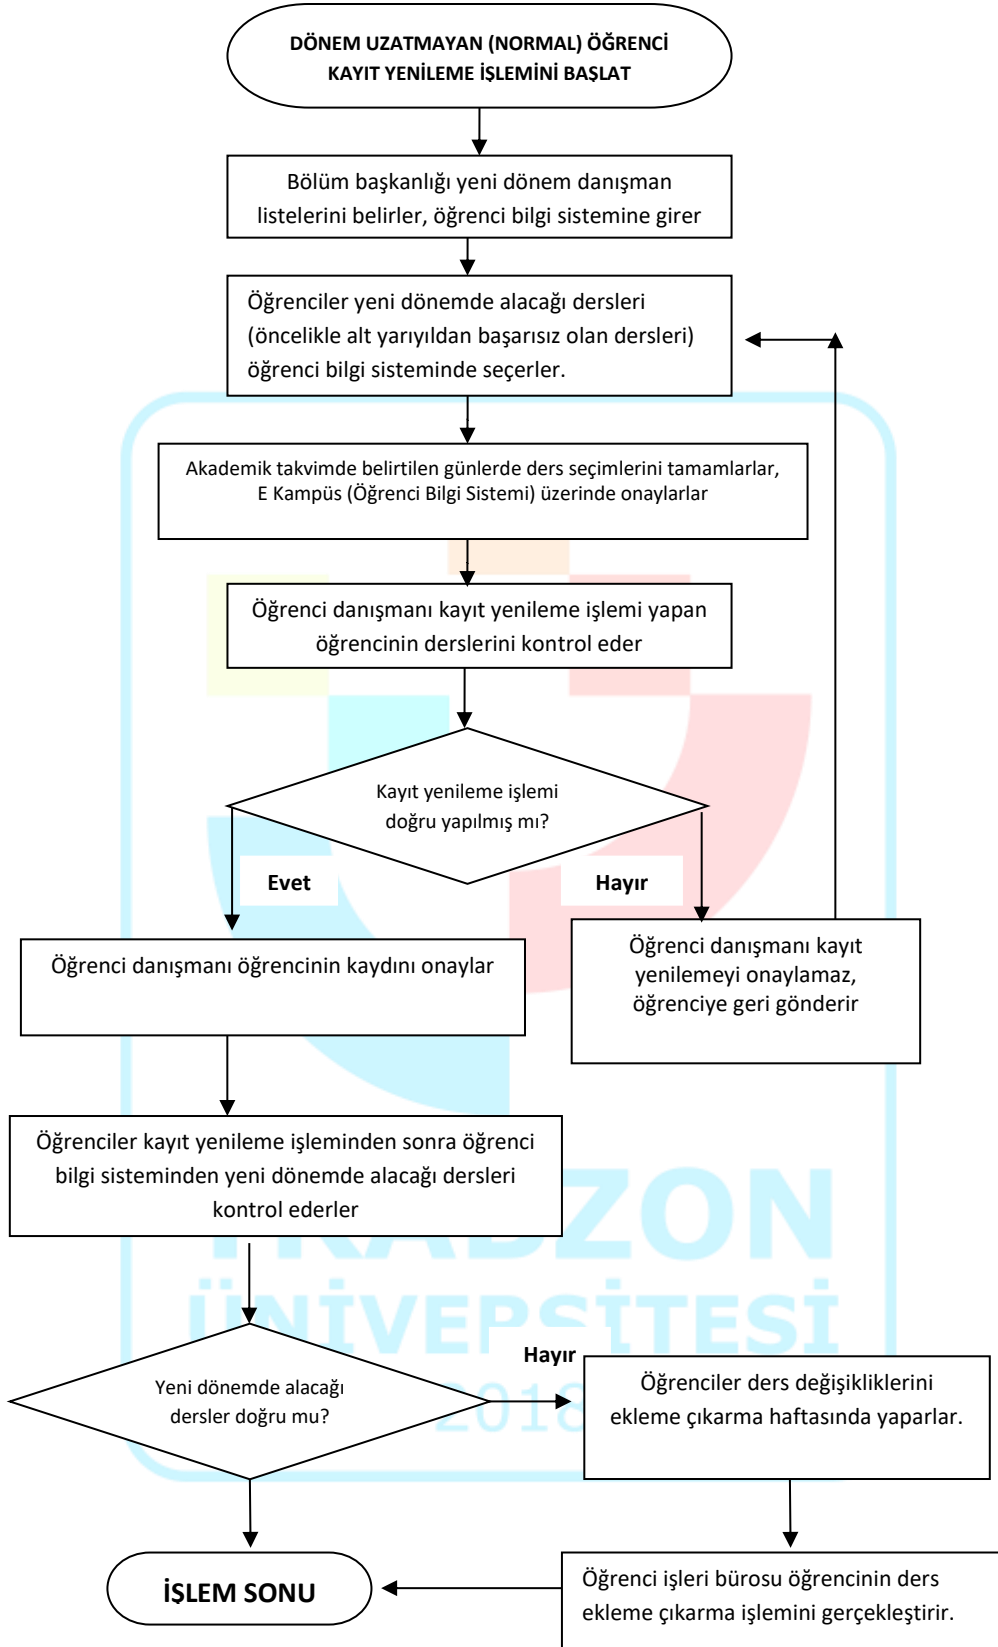 DÖNEM UZATMAYAN (NORMAL) ÖĞRENCİ
KAYIT YENİLEME İŞLEMİNİ BAŞLAT
Bölüm başkanlığı yeni dönem danışman
listelerini belirler, öğrenci bilgi sistemine girer
Öğrenciler yeni dönemde alacağı dersleri
(öncelikle alt yarıyıldan başarısız olan dersleri)
öğrenci bilgi sisteminde seçerler.
Akademik takvimde belirtilen günlerde ders seçimlerini tamamlarlar,
E Kampüs (Öğrenci Bilgi Sistemi) üzerinde onaylarlar
Öğrenci danışmanı kayıt yenileme işlemi yapan
öğrencinin derslerini kontrol eder
Kayıt yenileme işlemi
doğru yapılmış mı?
Evet
Hayır
Öğrenci danışmanı öğrencinin kaydını onaylar
Öğrenci danışmanı kayıt
yenilemeyi onaylamaz,
öğrenciye geri gönderir
Öğrenciler kayıt yenileme işleminden sonra öğrenci
bilgi sisteminden yeni dönemde alacağı dersleri
kontrol ederler
TRABZON
ÜNİVERSİTESİ
2018
Hayır
Yeni dönemde alacağı
dersler doğru mu?
Öğrenciler ders değişikliklerini
ekleme çıkarma haftasında yaparlar.
İŞLEM SONU
Öğrenci işleri bürosu öğrencinin ders
ekleme çıkarma işlemini gerçekleştirir.